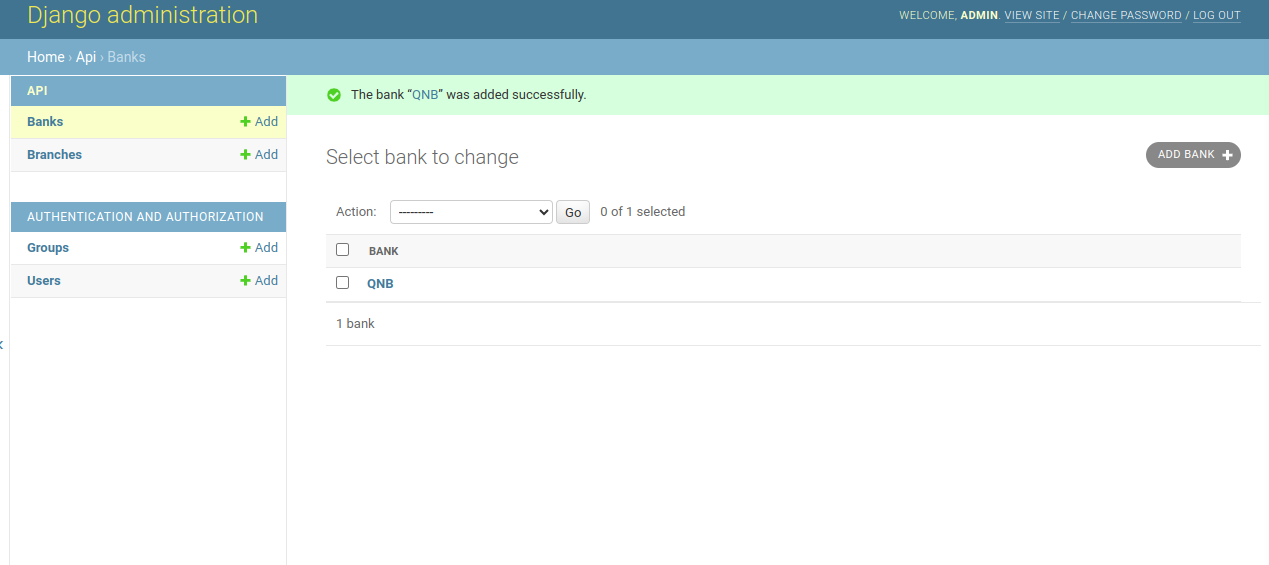 Django administration
WELCOME, ADMIN. VIEW SITE / CHANGE PASSWORD / LOG OUT
Home › Api › Banks
API
Banks
+ Add
Branches
+ Add
AUTHENTICATION AND AUTHORIZATION
Groups
+ Add
Users
+ Add
The bank “QNB” was added successfully.
Select bank to change
ADD BANK +
Action: --------- Go 0 of 1 selected
BANK
QNB
1 bank